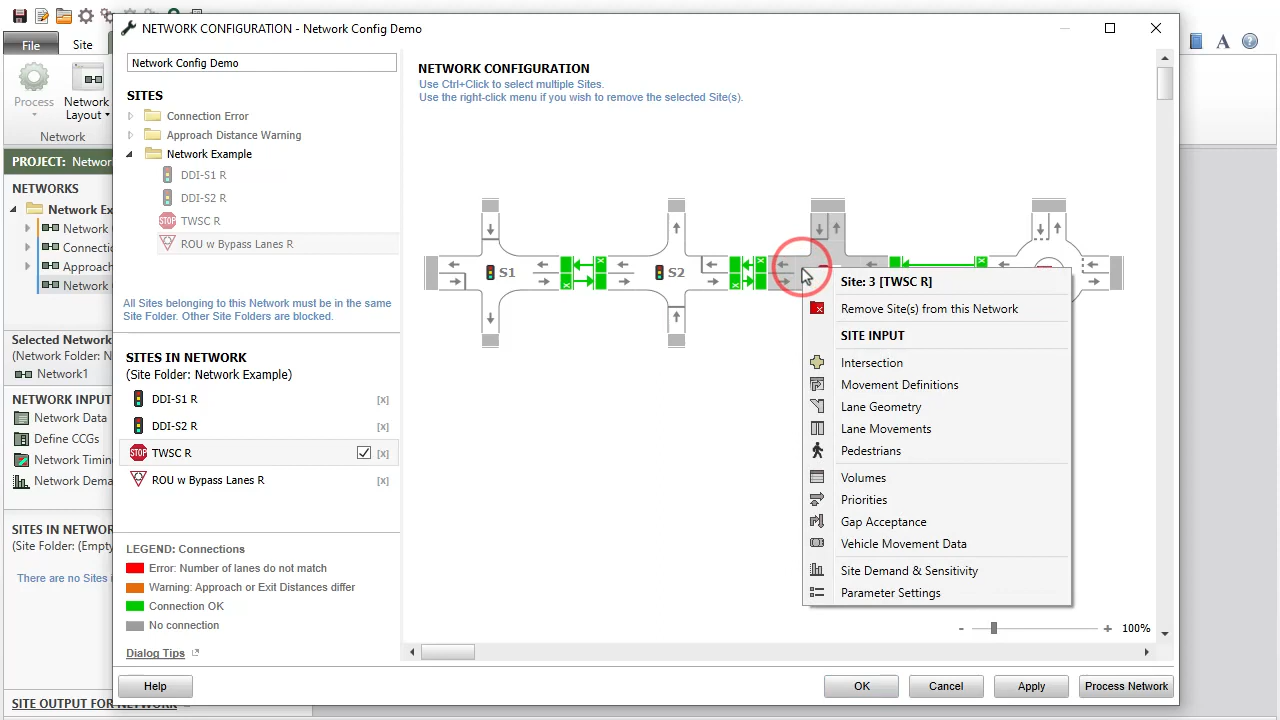 NETWORK CONFIGURATION - Network Config Demo
File
Site
Process
Network
Layout
Network
PROJECT: Networ
NETWORKS
Network Ex
Network
Connectio
Approach
Network
Selected Network
(Network Folder: N
Network1
NETWORK INPUT
Network Data
Define CCGs
Network Timin
Network Dema
SITES IN NETWOR
(Site Folder: (Empty
There are no Sites i
SITE OUTPUT FOR NETWORK
Network Config Demo
SITES
Connection Error
Approach Distance Warning
Network Example
DDI-S1 R
DDI-S2 R
STOP TWSC R
ROU w Bypass Lanes R
All Sites belonging to this Network must be in the same
Site Folder. Other Site Folders are blocked.
SITES IN NETWORK
(Site Folder: Network Example)
DDI-S1 R [x]
DDI-S2 R [x]
STOP TWSC R [x]
ROU w Bypass Lanes R [x]
LEGEND: Connections
Error: Number of lanes do not match
Warning: Approach or Exit Distances differ
Connection OK
No connection
Dialog Tips
NETWORK CONFIGURATION
Use Ctrl+Click to select multiple Sites.
Use the right-click menu if you wish to remove the selected Site(s).
S1
S2
Site: 3 [TWSC R]
Remove Site(s) from this Network
SITE INPUT
Intersection
Movement Definitions
Lane Geometry
Lane Movements
Pedestrians
Volumes
Priorities
Gap Acceptance
Vehicle Movement Data
Site Demand & Sensitivity
Parameter Settings
- + 100%
Help
OK
Cancel
Apply
Process Network